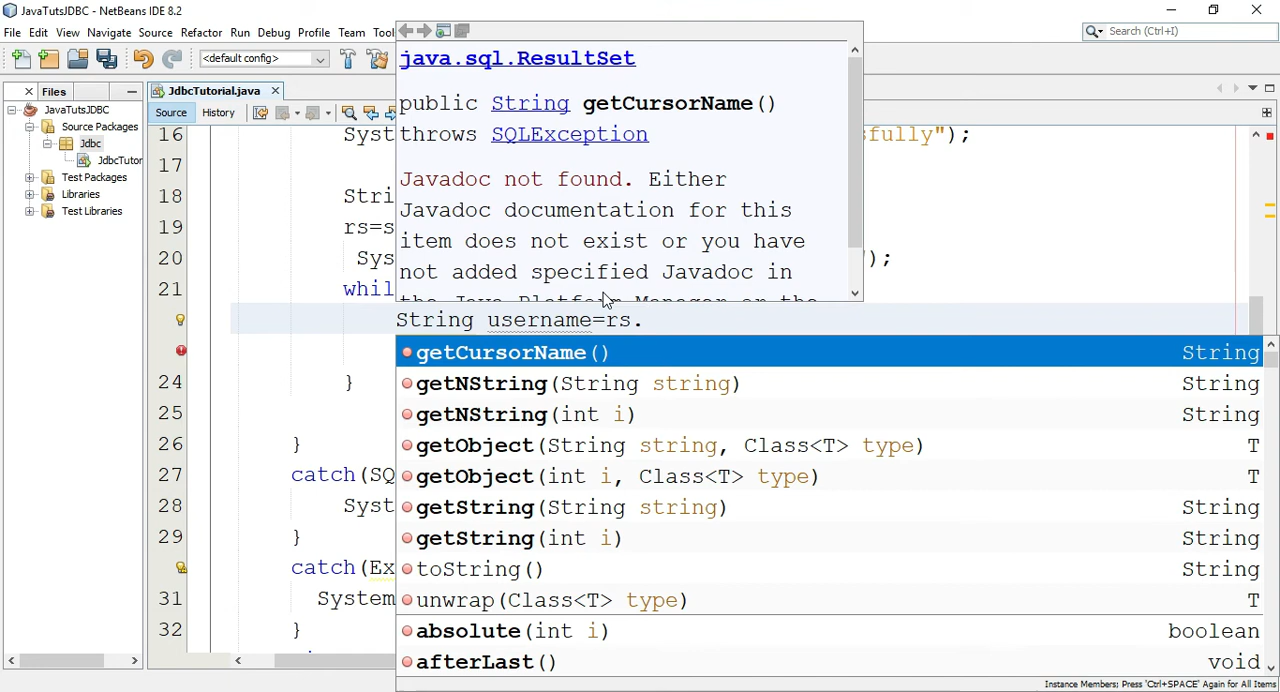 JavaTutsJDBC - NetBeans IDE 8.2
File Edit View Navigate Source Refactor Run Debug Profile Team
Search (Ctrl+I)
<default config>
Files
JdbcTutorial.java
JavaTutsJDBC
Source Packages
Jdbc
JdbcTutor
Test Packages
Libraries
Test Libraries
Source History
java.sql.ResultSet
public String getCursorName()
throws SQLException
Javadoc not found. Either
Javadoc documentation for this
item does not exist or you have
not added specified Javadoc in
the Java Platform Manager or the
16 Syst sfully");
17
18 Stri
19 rs=s
20 Sys ");
21 whil
String username=rs.
24 }
25
26 }
27 catch(SQ
28 Syst
29 }
catch(Ex
31 System
32 }
getCursorName() String
getNString(String string) String
getNString(int i) String
getObject(String string, Class<T> type) T
getObject(int i, Class<T> type) T
getString(String string) String
getString(int i) String
toString() String
unwrap(Class<T> type) T
absolute(int i) boolean
afterLast() void
Instance Members; Press 'Ctrl+SPACE' Again for All Items